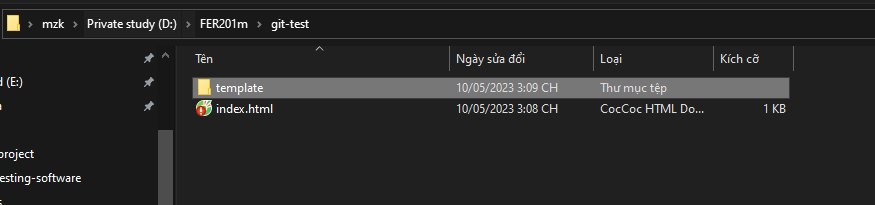 mzk > Private study (D:) > FER201m > git-test
Tên Ngày sửa đổi Loại Kích cỡ
template 10/05/2023 3:09 CH Thư mục tệp
index.html 10/05/2023 3:08 CH CocCoc HTML Do... 1 KB
d (E:)
project
esting-software